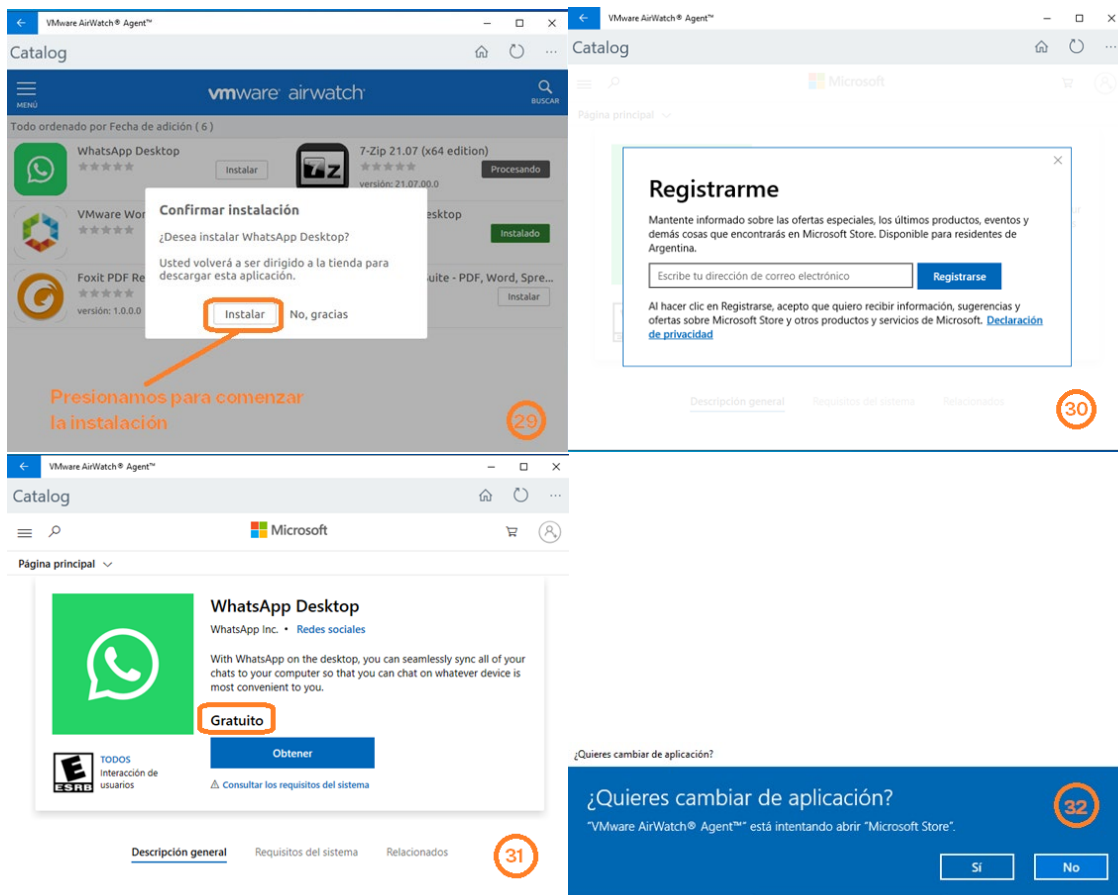 VMware AirWatch® Agent™
Catalog
MENÚ
vmware airwatch
BUSCAR
Todo ordenado por Fecha de adición ( 6 )
WhatsApp Desktop
Instalar
7-Zip 21.07 (x64 edition)
versión: 21.07.00.0
Procesando
VMware Wor
esktop
Instalado
Foxit PDF Re
versión: 1.0.0.0
uite - PDF, Word, Spre...
Instalar
Confirmar instalación
¿Desea instalar WhatsApp Desktop?
Usted volverá a ser dirigido a la tienda para
descargar esta aplicación.
Instalar No, gracias
Presionamos para comenzar
la instalación
29
VMware AirWatch® Agent™
Catalog
Microsoft
Página principal
Registrarme
Mantente informado sobre las ofertas especiales, los últimos productos, eventos y
demás cosas que encontrarás en Microsoft Store. Disponible para residentes de
Argentina.
Escribe tu dirección de correo electrónico
Registrarse
Al hacer clic en Registrarse, acepto que quiero recibir información, sugerencias y
ofertas sobre Microsoft Store y otros productos y servicios de Microsoft. Declaración
de privacidad
Descripción general Requisitos del sistema Relacionados
30
VMware AirWatch® Agent™
Catalog
Microsoft
Página principal
WhatsApp Desktop
WhatsApp Inc. • Redes sociales
With WhatsApp on the desktop, you can seamlessly sync all of your
chats to your computer so that you can chat on whatever device is
most convenient to you.
Gratuito
Obtener
Consultar los requisitos del sistema
E
ESRB
TODOS
Interacción de
usuarios
Descripción general Requisitos del sistema Relacionados
31
¿Quieres cambiar de aplicación?
¿Quieres cambiar de aplicación?
"VMware AirWatch® Agent™" está intentando abrir "Microsoft Store".
Sí No
32